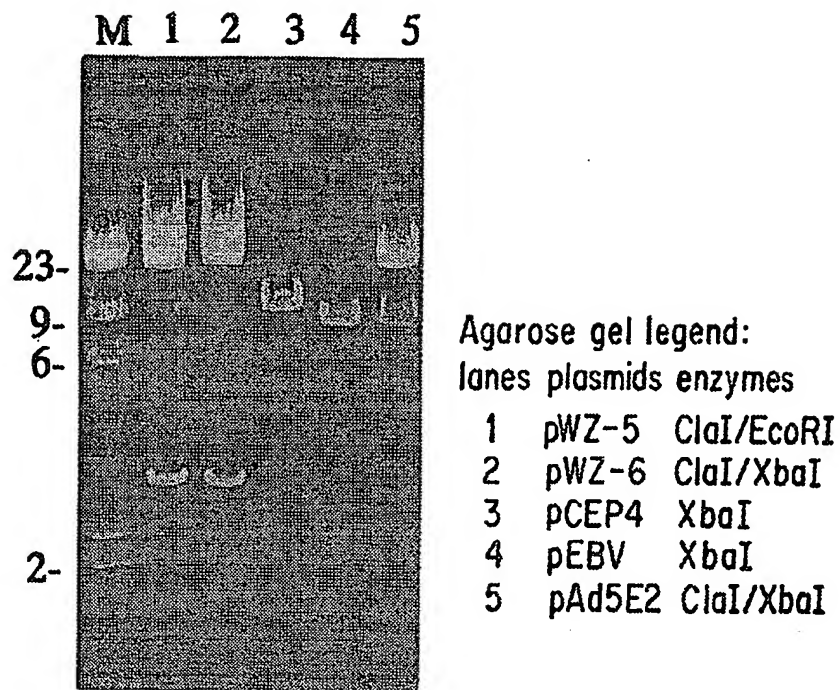 M 1 2 3 4 5
23-
9-
6-
2-
Agarose gel legend:
lanes plasmids enzymes
1 pWZ-5 ClaI/EcoRI
2 pWZ-6 ClaI/XbaI
3 pCEP4 XbaI
4 pEBV XbaI
5 pAd5E2 ClaI/XbaI